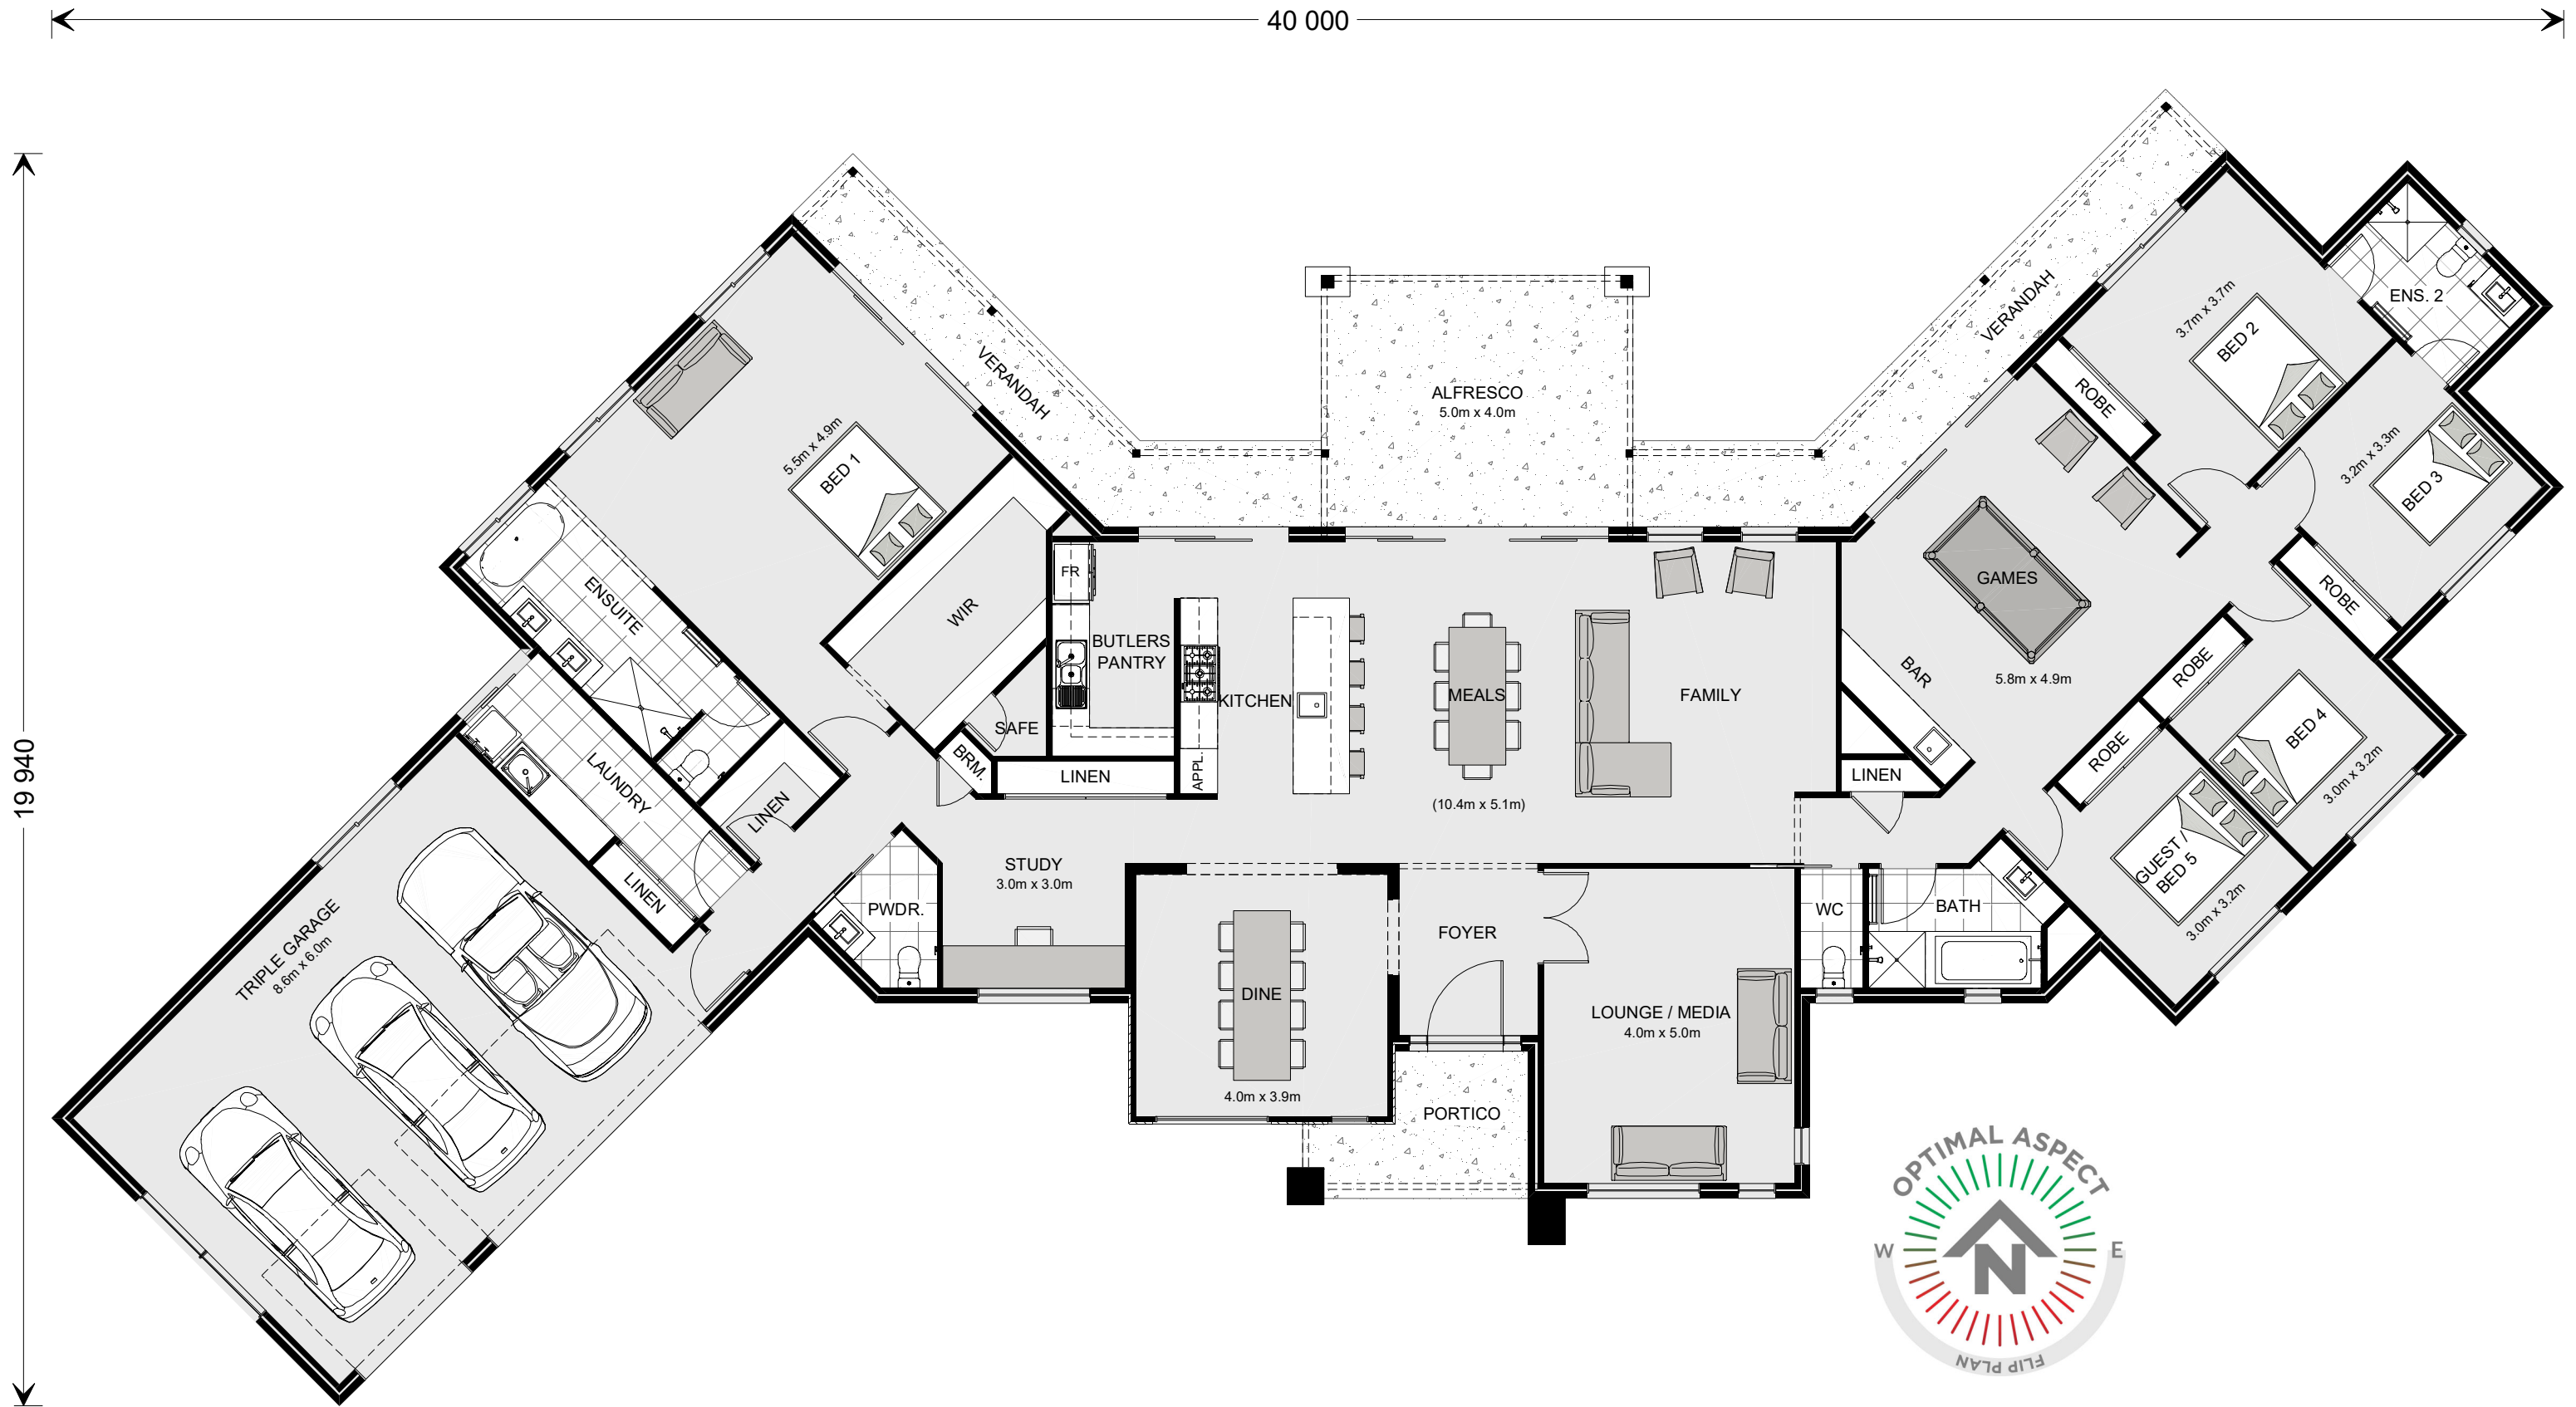 40 000
19 940
VERANDAH
VERANDAH
ALFRESCO
5.0m x 4.0m
5.5m x 4.9m
BED 1
ENSUITE
WIR
SAFE
BRM.
LINEN
FR
BUTLERS
PANTRY
APPL.
KITCHEN
MEALS
(10.4m x 5.1m)
FAMILY
LAUNDRY
LINEN
LINEN
TRIPLE GARAGE
8.6m x 6.0m
PWDR.
STUDY
3.0m x 3.0m
DINE
4.0m x 3.9m
FOYER
PORTICO
LOUNGE / MEDIA
4.0m x 5.0m
WC
BATH
LINEN
BAR
GAMES
5.8m x 4.9m
ROBE
3.7m x 3.7m
BED 2
ENS. 2
3.2m x 3.3m
BED 3
ROBE
ROBE
BED 4
3.0m x 3.2m
ROBE
GUEST /
BED 5
3.0m x 3.2m
OPTIMAL ASPECT
W
N
E
FLIP PLAN